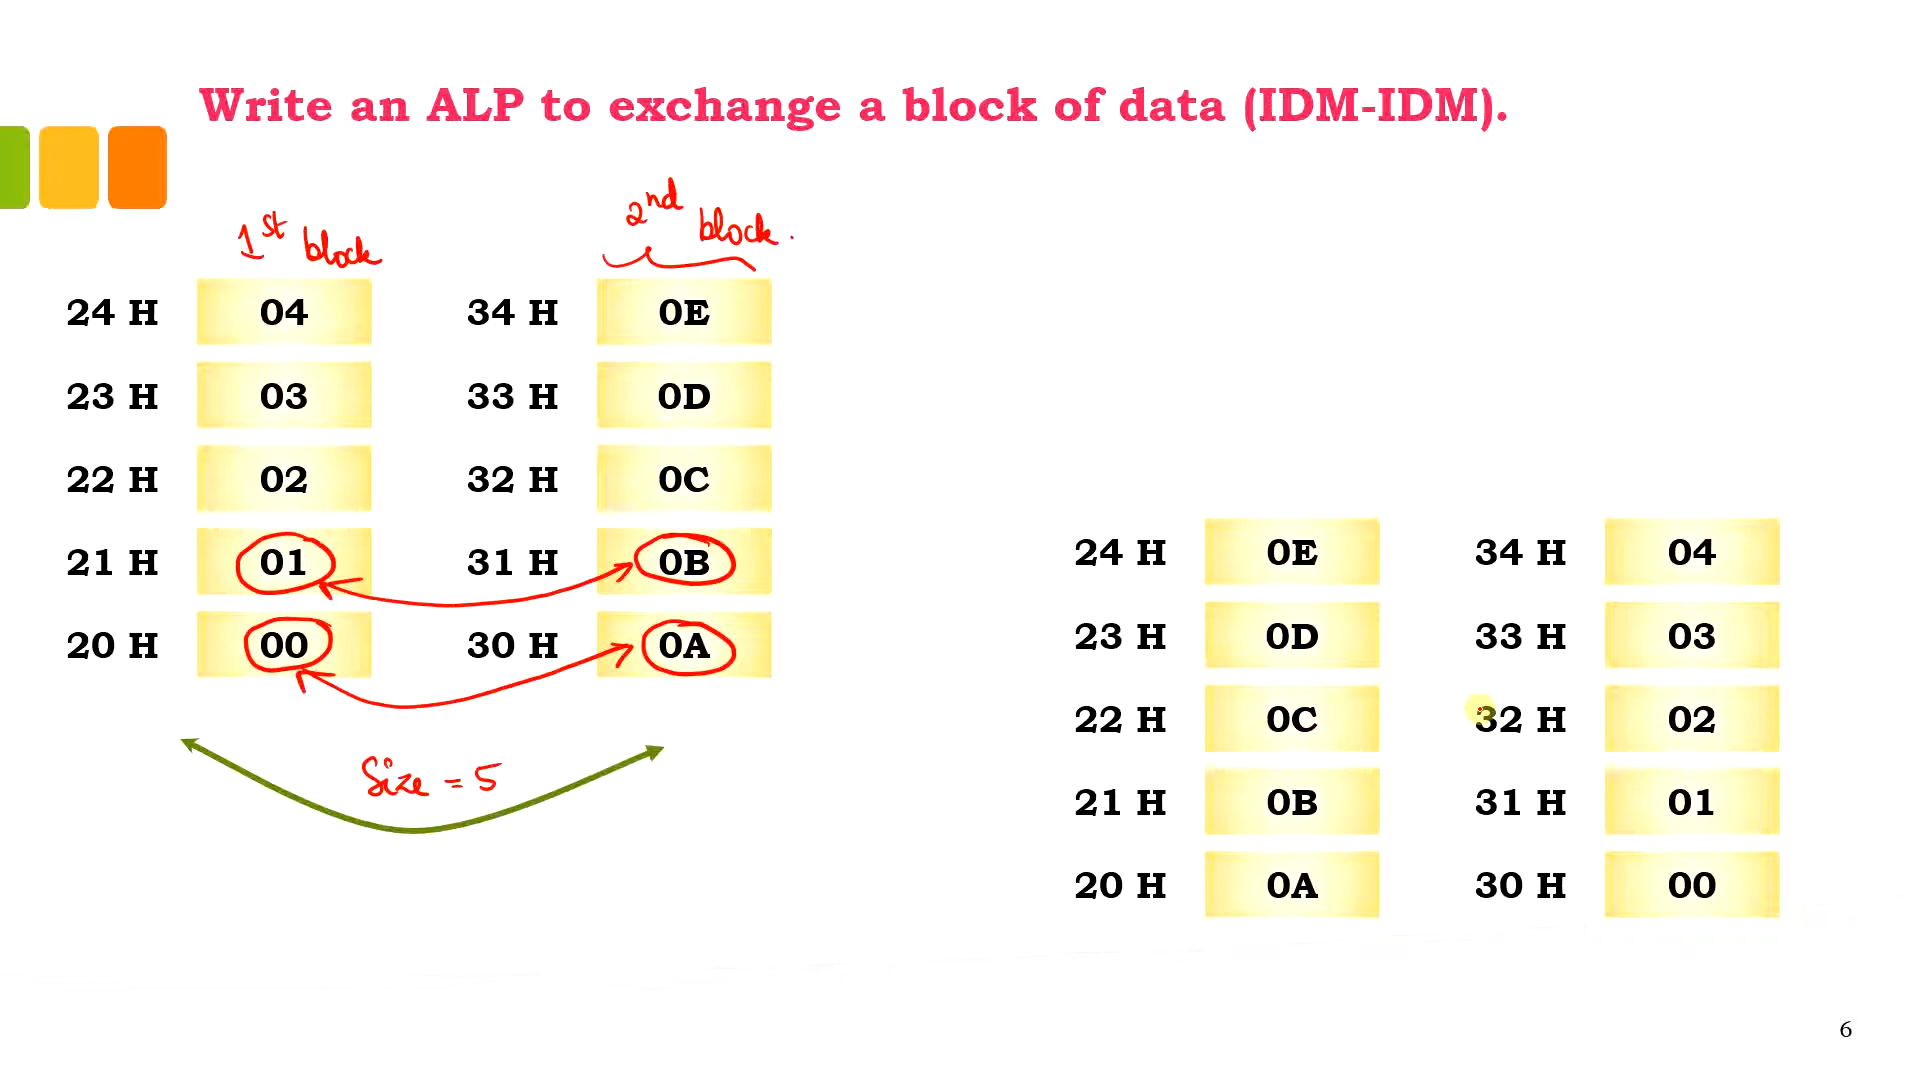 Write an ALP to exchange a block of data (IDM-IDM).
1st block
2nd block.
24 H 04 34 H 0E
23 H 03 33 H 0D
22 H 02 32 H 0C
21 H 01 31 H 0B
20 H 00 30 H 0A
Size = 5
24 H 0E 34 H 04
23 H 0D 33 H 03
22 H 0C 32 H 02
21 H 0B 31 H 01
20 H 0A 30 H 00
6